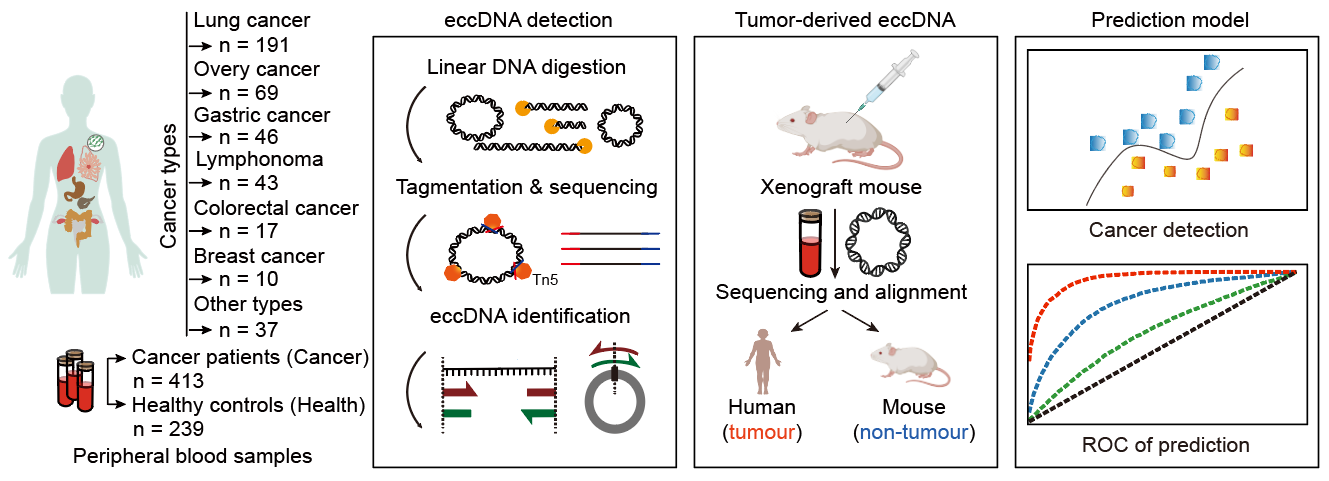 Cancer types
Lung cancer
n = 191
Overy cancer
n = 69
Gastric cancer
n = 46
Lymphonoma
n = 43
Colorectal cancer
n = 17
Breast cancer
n = 10
Other types
n = 37
Cancer patients (Cancer)
n = 413
Healthy controls (Health)
n = 239
Peripheral blood samples
eccDNA detection
Linear DNA digestion
Tagmentation & sequencing
Tn5
eccDNA identification
Tumor-derived eccDNA
Xenograft mouse
Sequencing and alignment
Human
(tumour)
Mouse
(non-tumour)
Prediction model
Cancer detection
ROC of prediction